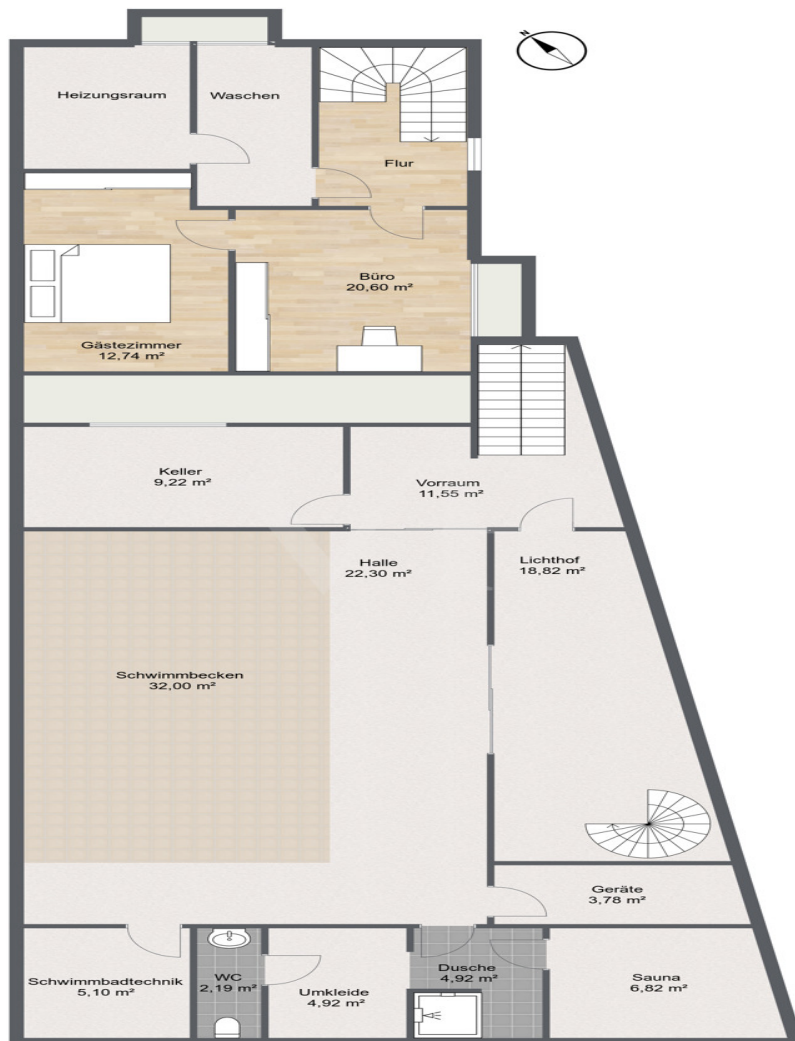 N
Heizungsraum
Waschen
Flur
Büro
20,60 m²
Gästezimmer
12,74 m²
Keller
9,22 m²
Vorraum
11,55 m²
Halle
22,30 m²
Lichthof
18,82 m²
Schwimmbecken
32,00 m²
Geräte
3,78 m²
Schwimmbadtechnik
5,10 m²
WC
2,19 m²
Umkleide
4,92 m²
Dusche
4,92 m²
Sauna
6,82 m²